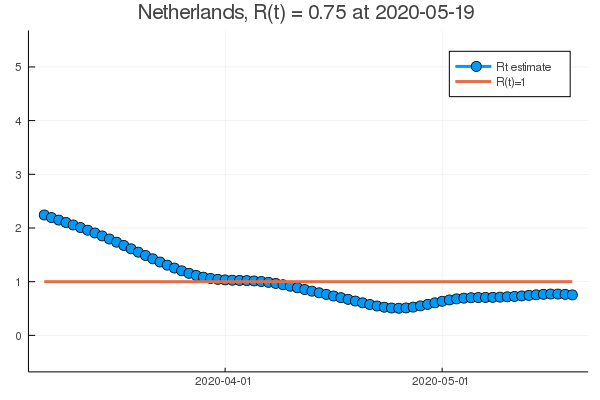 Netherlands, R(t) = 0.75 at 2020-05-19
5
Rt estimate
R(t)=1
4
3
2
1
0
2020-04-01
2020-05-01